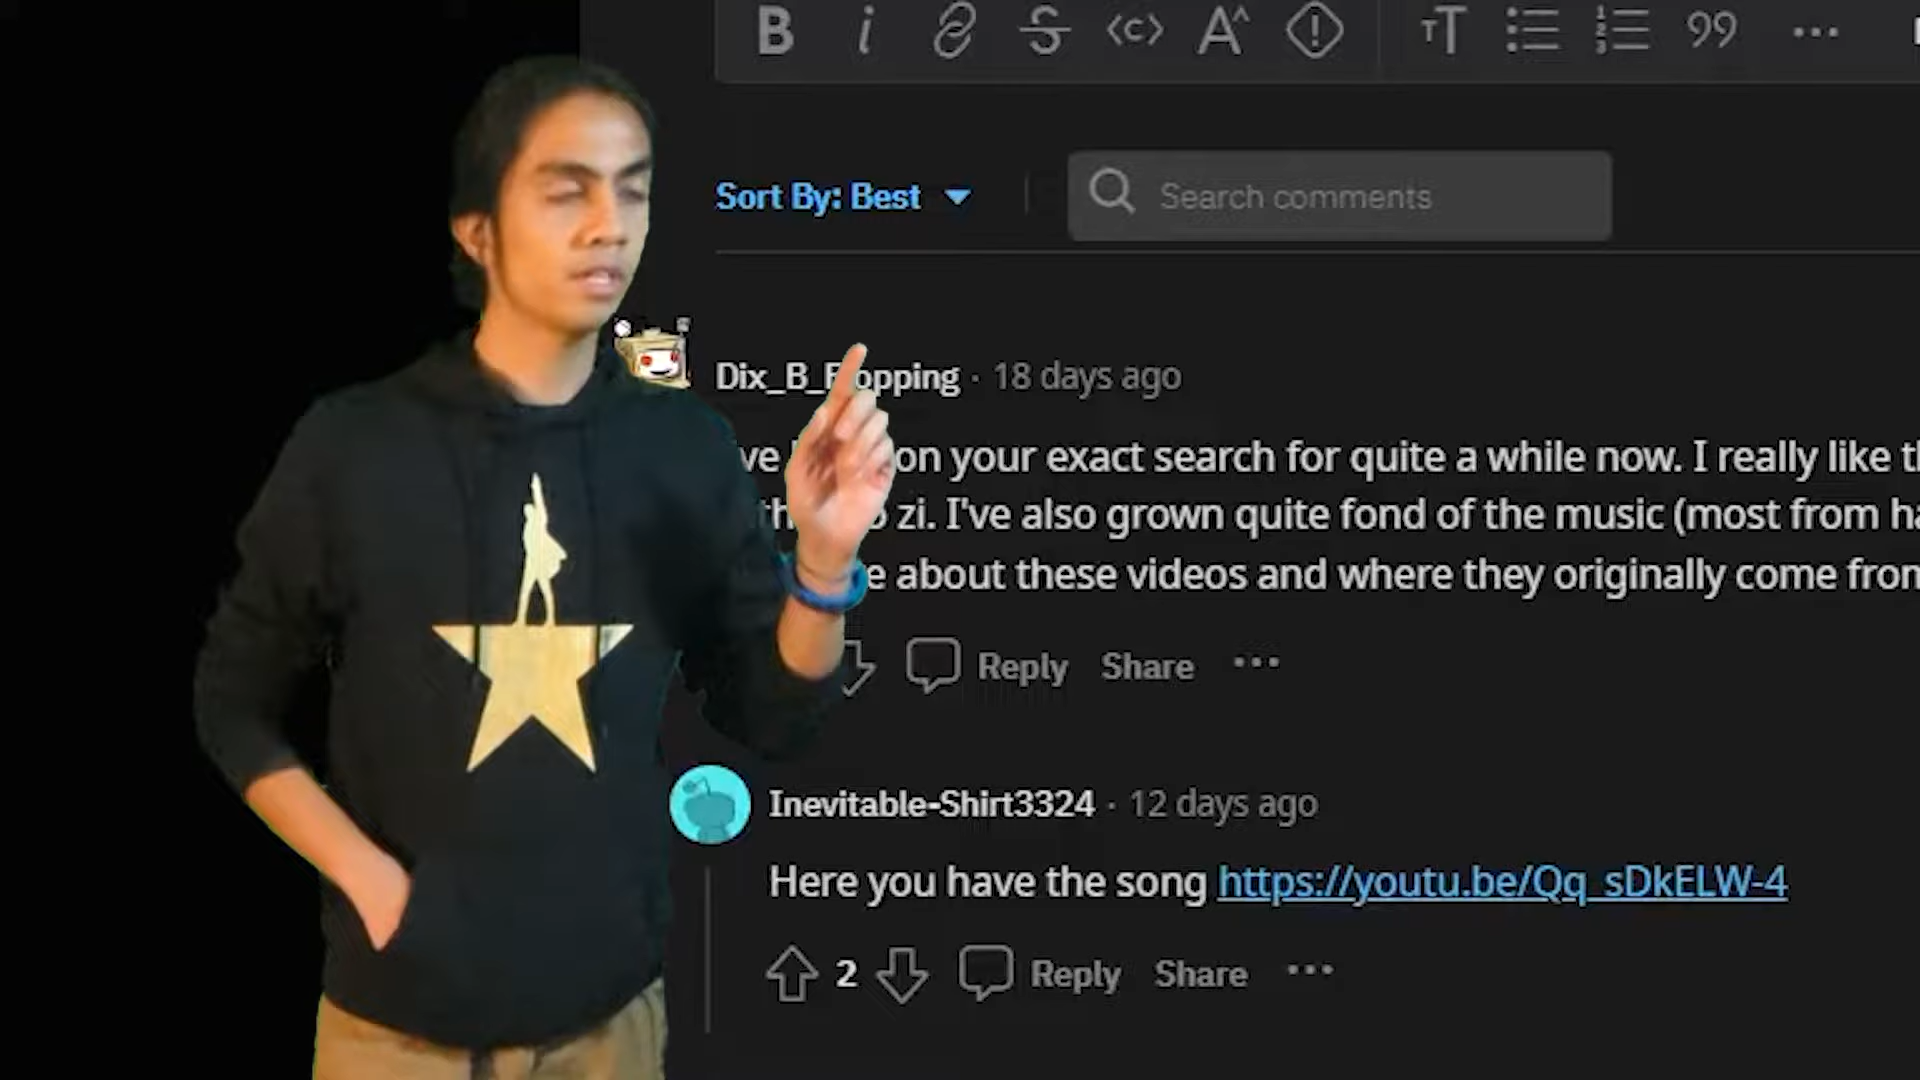 B i S <c> A^ ! TT 99 ...
Sort By: Best
Search comments
Dix_B_ opping · 18 days ago
ve on your exact search for quite a while now. I really like
zi. I've also grown quite fond of the music (most from
about these videos and where they originally come
Reply Share ...
Inevitable-Shirt3324 · 12 days ago
Here you have the song https://youtu.be/Qq_sDkELW-4
2 Reply Share ...